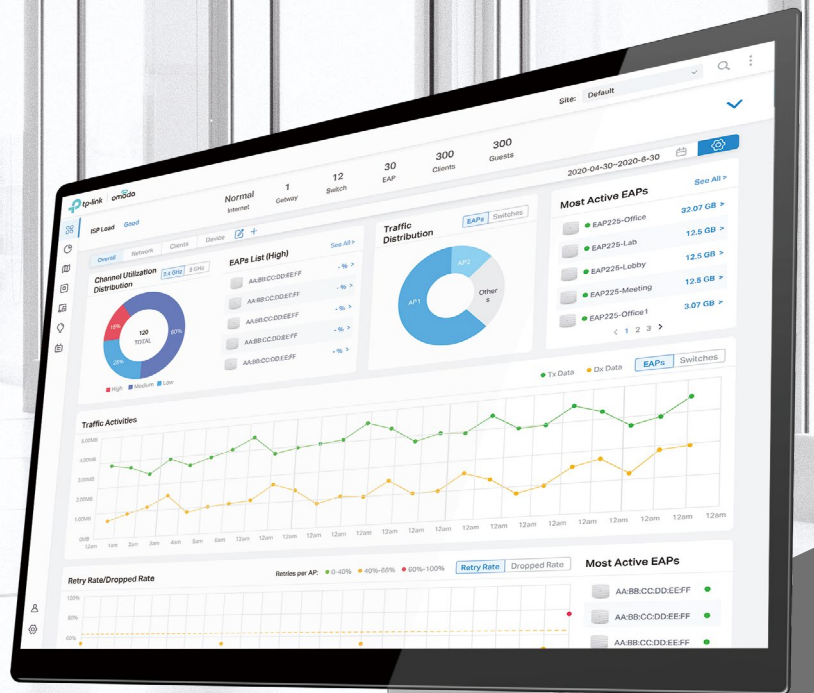 Site: Default
tp-link omada
Normal 1 12 30 300 300
Internet Getway Switch EAP Clients Guests
ISP Load Good
2020-04-30~2020-6-30
Overall Network Clients Device
Channel Utilization Distribution
2.4 GHz 5 GHz
120
TOTAL
60%
High Medium Low
EAPs List (High) See All >
AA:BB:CC:DD:EE:FF - % >
AA:BB:CC:DD:EE:FF - % >
AA:BB:CC:DD:EE:FF - % >
AA:BB:CC:DD:EE:FF - % >
AA:BB:CC:DD:EE:FF - % >
Traffic Distribution
EAPs Switches
AP1
AP2
Other
s
Most Active EAPs See All >
EAP225-Office 32.07 GB >
EAP225-Lab 12.5 GB >
EAP225-Lobby 12.5 GB >
EAP225-Meeting 12.5 GB >
EAP225-Office1 3.07 GB >
< 1 2 3 >
Tx Data Dx Data EAPs Switches
Traffic Activities
5.00MB
4.00MB
3.00MB
2.00MB
1.00MB
0MB
12am 1am 2am 3am 4am 5am 6am 12am 12am 12am 12am 12am 12am 12am 12am 12am 12am 12am 12am 12am 12am 12am 12am 12am
Retry Rate/Dropped Rate
Retries per AP: 0-40% 40%-60% 60%-100%
Retry Rate Dropped Rate
100%
80%
60%
Most Active EAPs
AA:BB:CC:DD:EE:FF
AA:BB:CC:DD:EE:FF
AA:BB:CC:DD:EE:FF